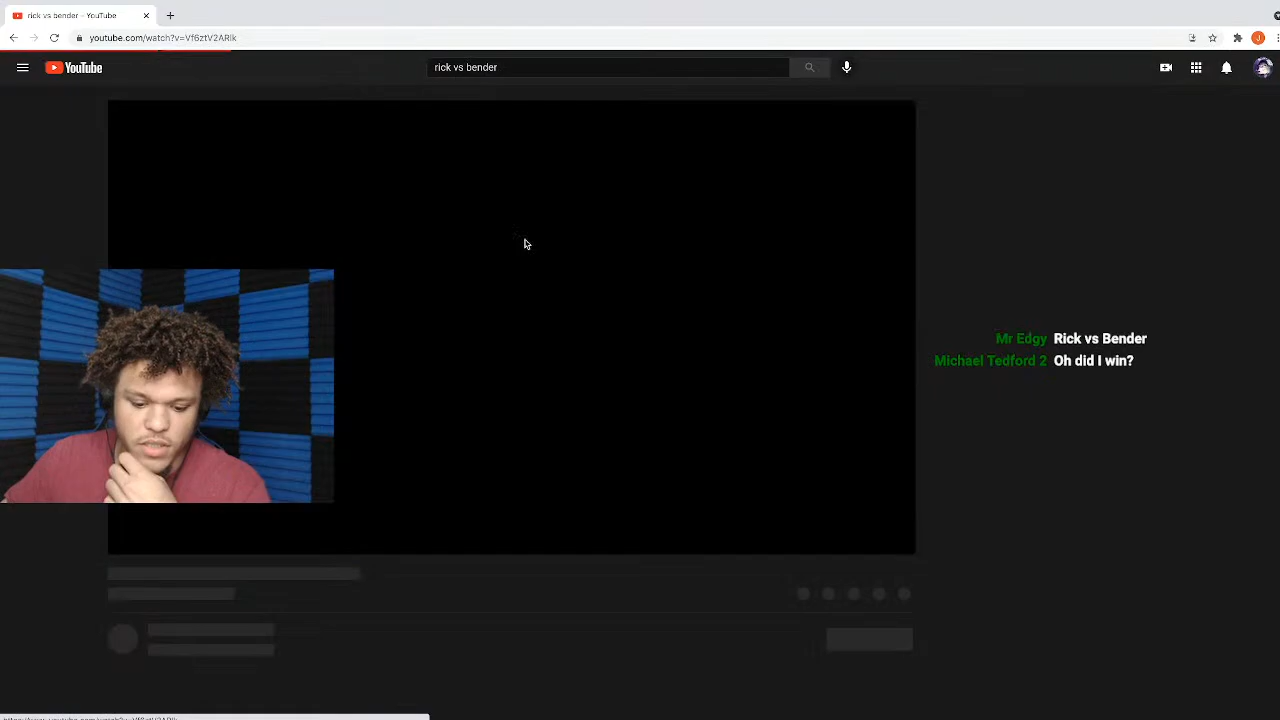 rick vs bender - YouTube
youtube.com/watch?v=Vf6ztV2ARlk
YouTube
rick vs bender
J
Mr Edgy Rick vs Bender
Michael Tedford 2 Oh did I win?